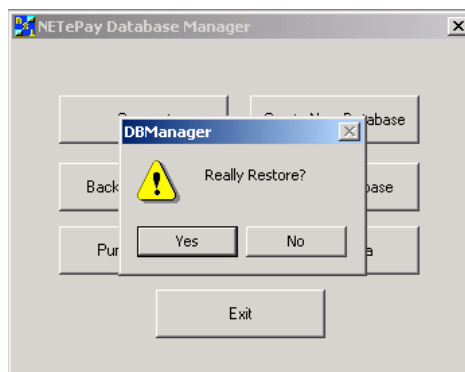 NETePay Database Manager
DBManager
Really Restore?
Yes
No
Exit